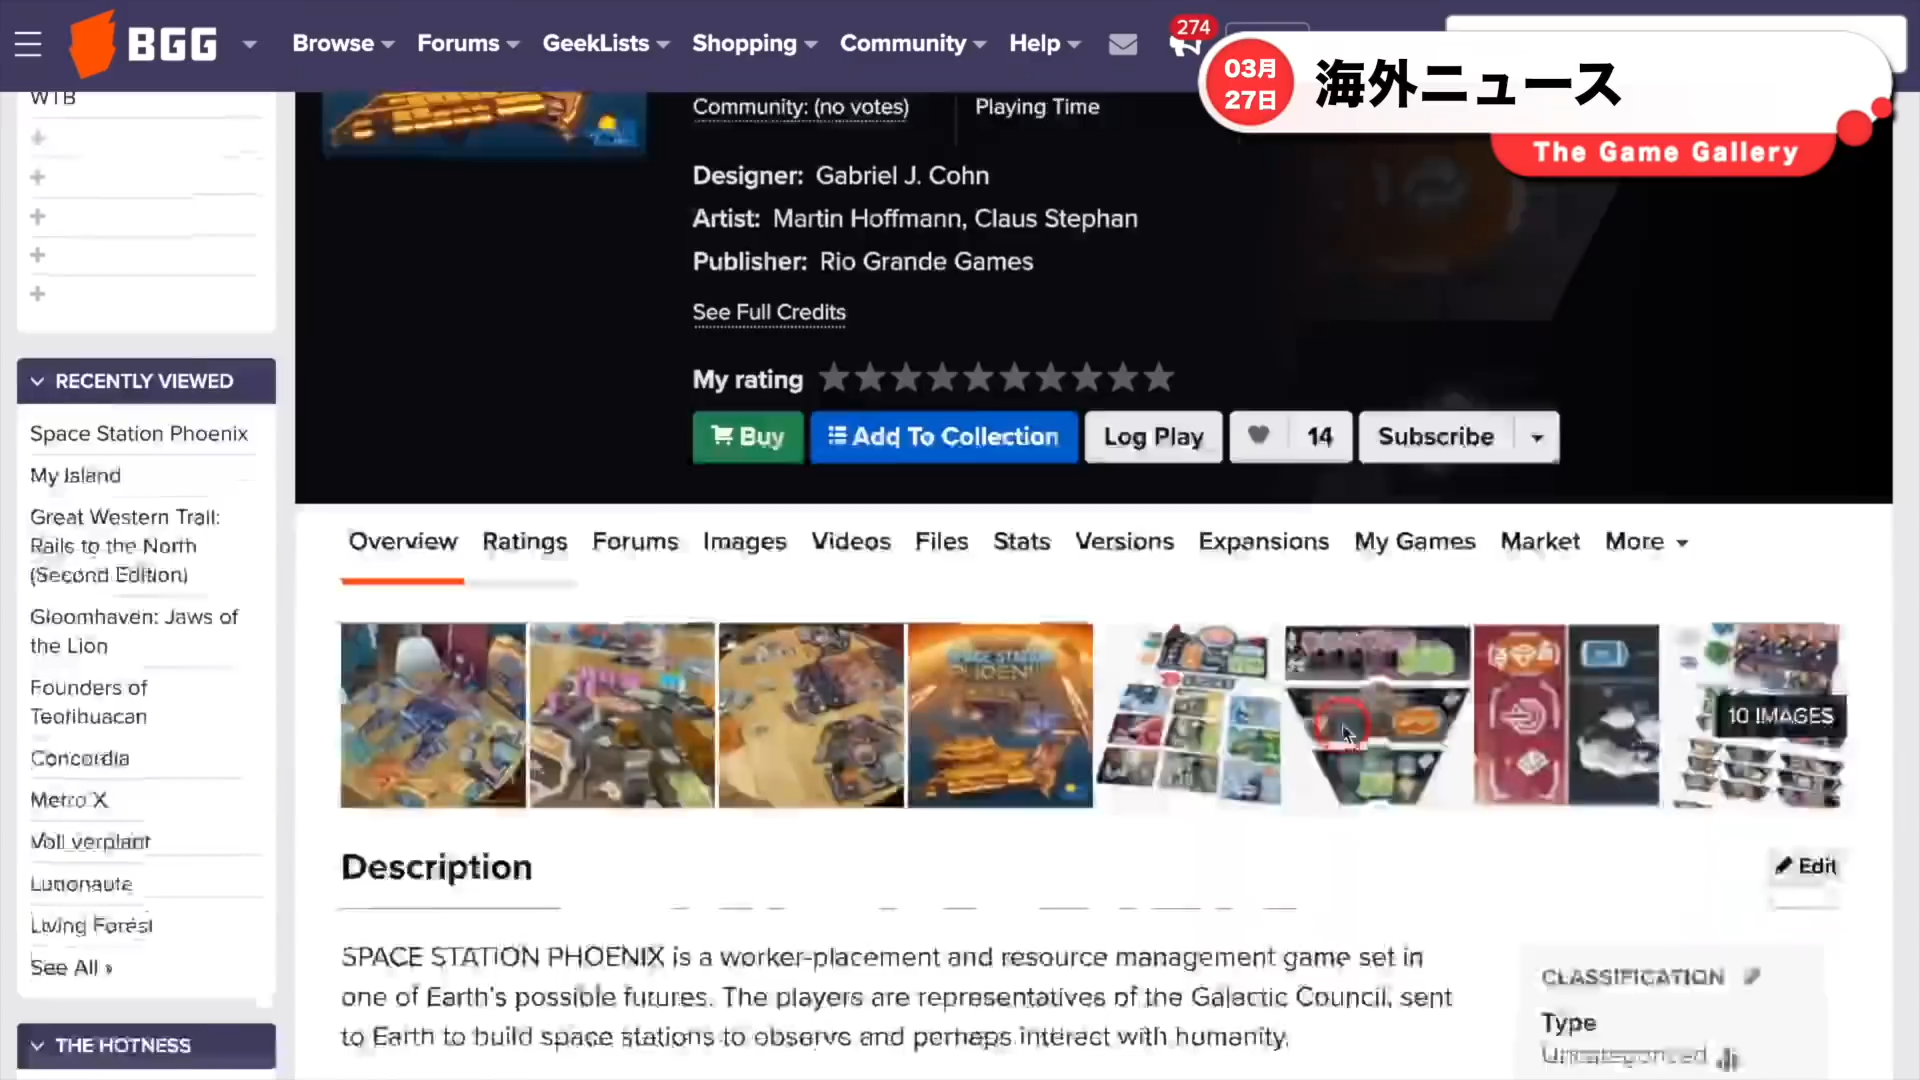 BGG
Browse
Forums
GeekLists
Shopping
Community
Help
274
03月
27日
海外ニュース
The Game Gallery
WTB
Community: (no votes)
Playing Time
Designer: Gabriel J. Cohn
Artist: Martin Hoffmann, Claus Stephan
Publisher: Rio Grande Games
See Full Credits
My rating
Buy
Add To Collection
Log Play
14
Subscribe
RECENTLY VIEWED
Space Station Phoenix
My Island
Great Western Trail:
Rails to the North
(Second Edition)
Gloomhaven: Jaws of
the Lion
Founders of
Teotihuacan
Concordia
Metro X
Voll verplant
Living Forest
See All »
THE HOTNESS
Overview
Ratings
Forums
Images
Videos
Files
Stats
Versions
Expansions
My Games
Market
More
SPACE STATION
PHOENIX
10 IMAGES
Description
Edit
SPACE STATION PHOENIX is a worker-placement and resource management game set in
one of Earth's possible futures. The players are representatives of the Galactic Council, sent
to Earth to build space stations to observe and perhaps interact with humanity.
CLASSIFICATION
Type
Uncategorized